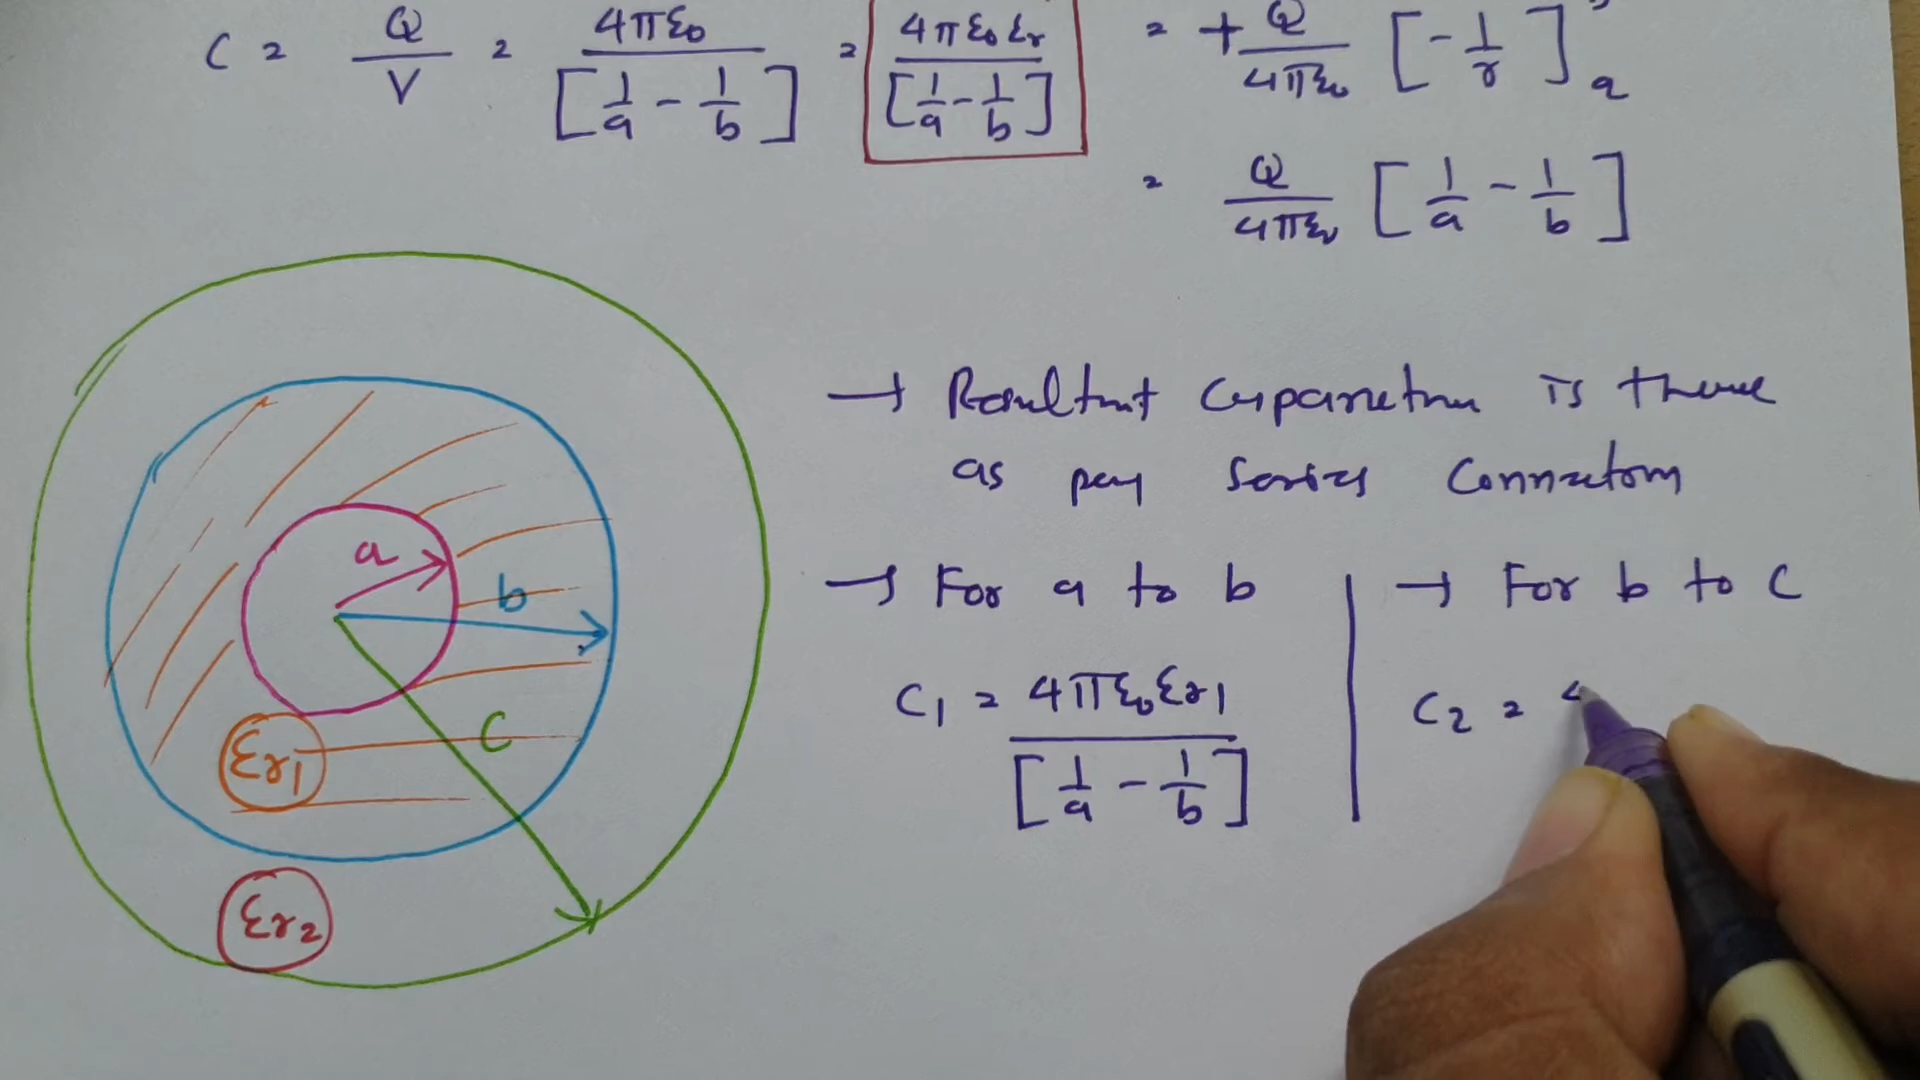 C = Q/V = 4πε₀/[1/a - 1/b] = 4πε₀εr/[1/a - 1/b]
= + Q/4πε₀ [-1/r]a
= Q/4πε₀ [1/a - 1/b]
→ Resultant Capacitance is there
as per Series Connection
→ For a to b
C₁ = 4πε₀εr1/[1/a - 1/b]
→ For b to C
C₂ = 4
a
b
C
εr1
εr2